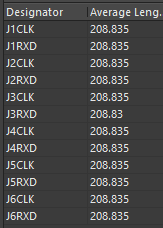 Designator Average Leng...
J1CLK 208.835
J1RXD 208.835
J2CLK 208.835
J2RXD 208.835
J3CLK 208.835
J3RXD 208.83
J4CLK 208.835
J4RXD 208.835
J5CLK 208.835
J5RXD 208.835
J6CLK 208.835
J6RXD 208.835